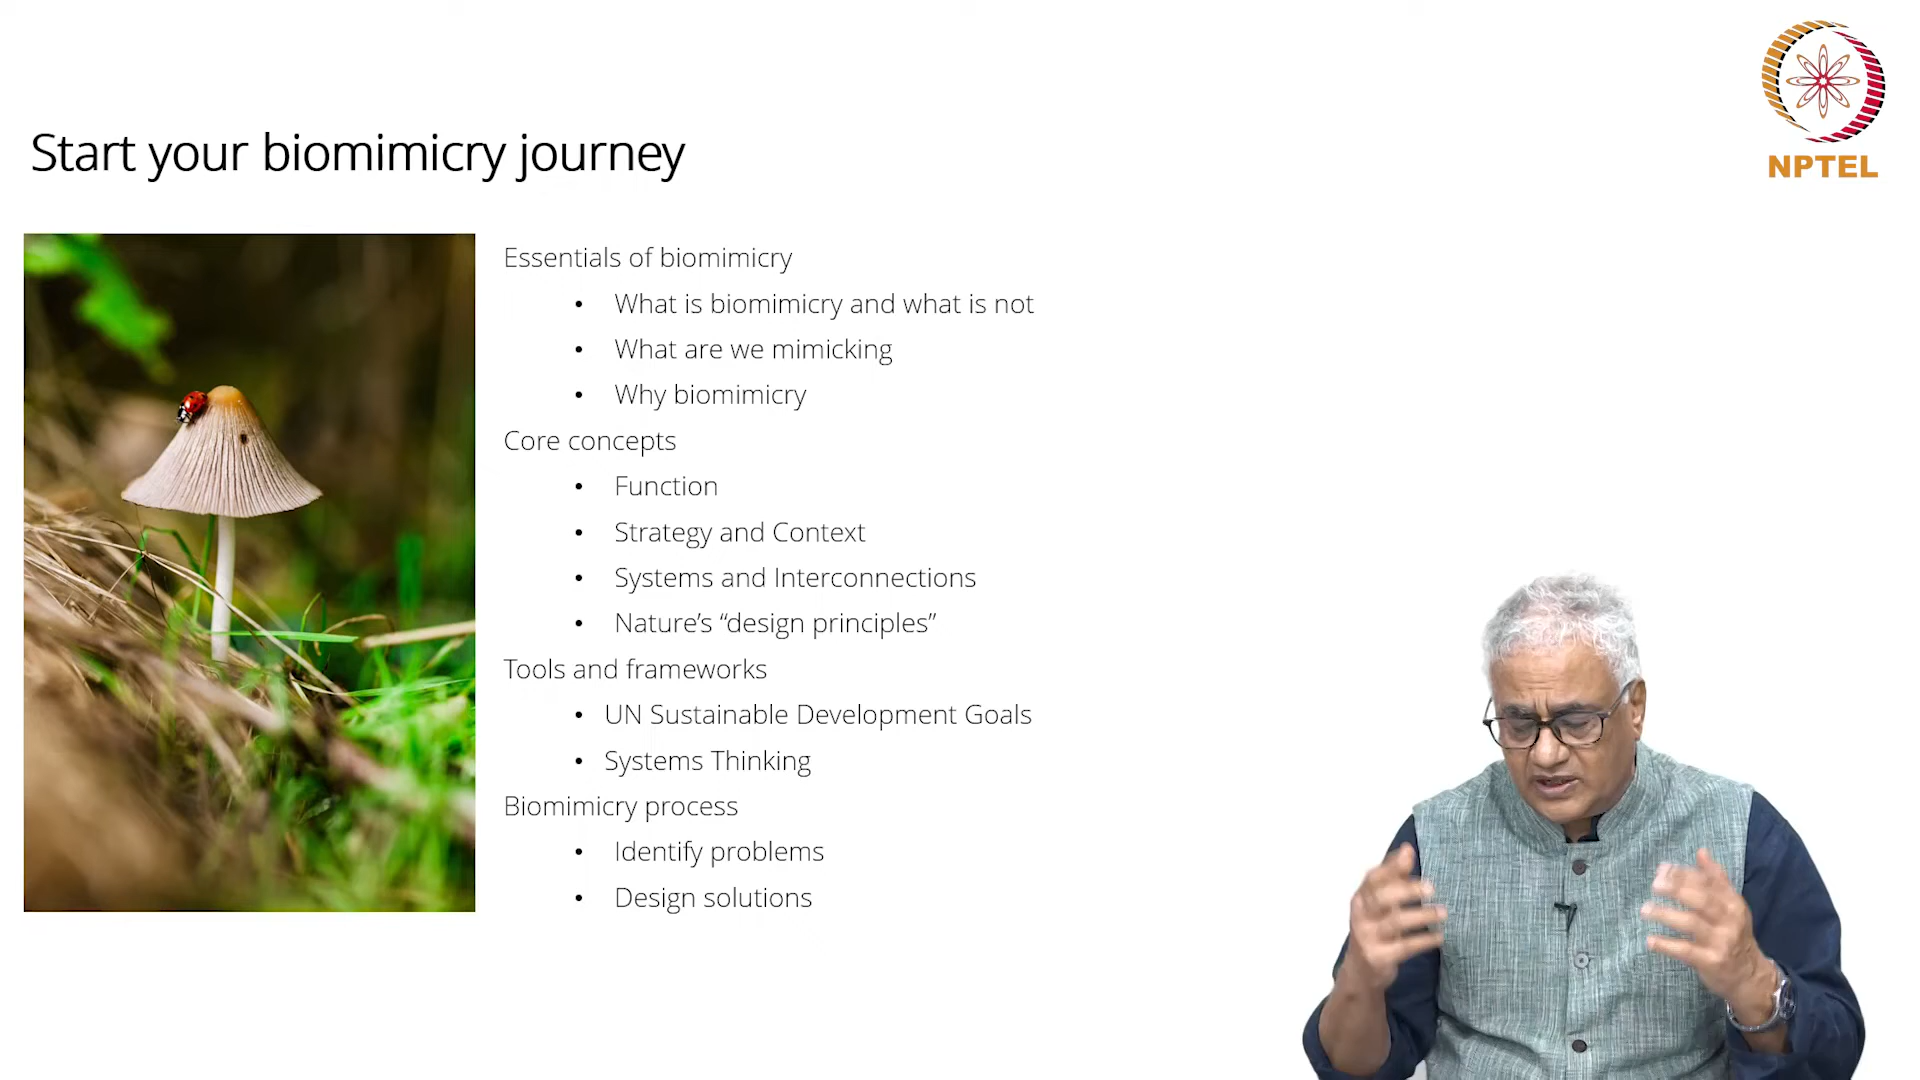 NPTEL
Start your biomimicry journey
Essentials of biomimicry
• What is biomimicry and what is not
• What are we mimicking
• Why biomimicry
Core concepts
• Function
• Strategy and Context
• Systems and Interconnections
• Nature’s “design principles”
Tools and frameworks
• UN Sustainable Development Goals
• Systems Thinking
Biomimicry process
• Identify problems
• Design solutions